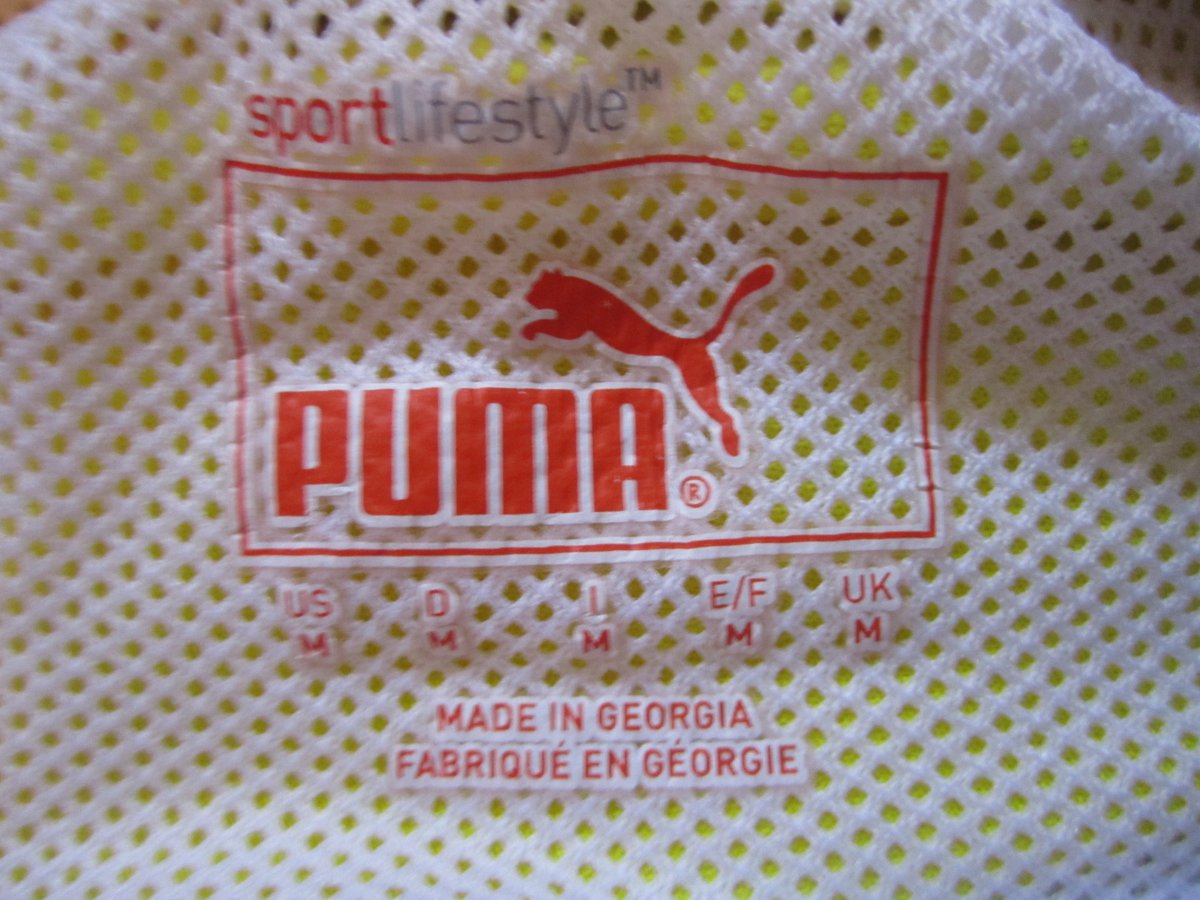 sportlifestyle™
PUMA®
US D I E/F UK
M M M M M
MADE IN GEORGIA
FABRIQUÉ EN GÉORGIE